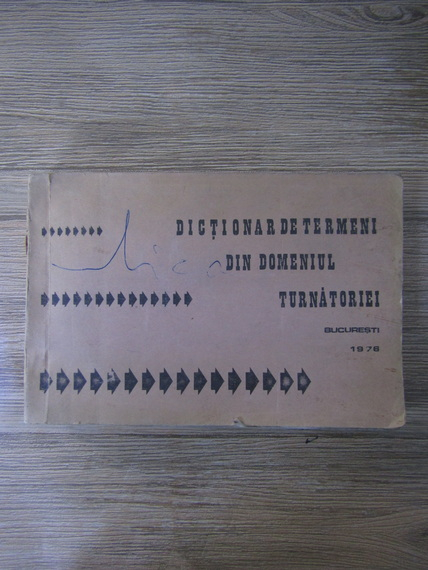 DICȚIONAR DE TERMENI
DIN DOMENIUL
TURNĂTORIEI
BUCUREȘTI
1976